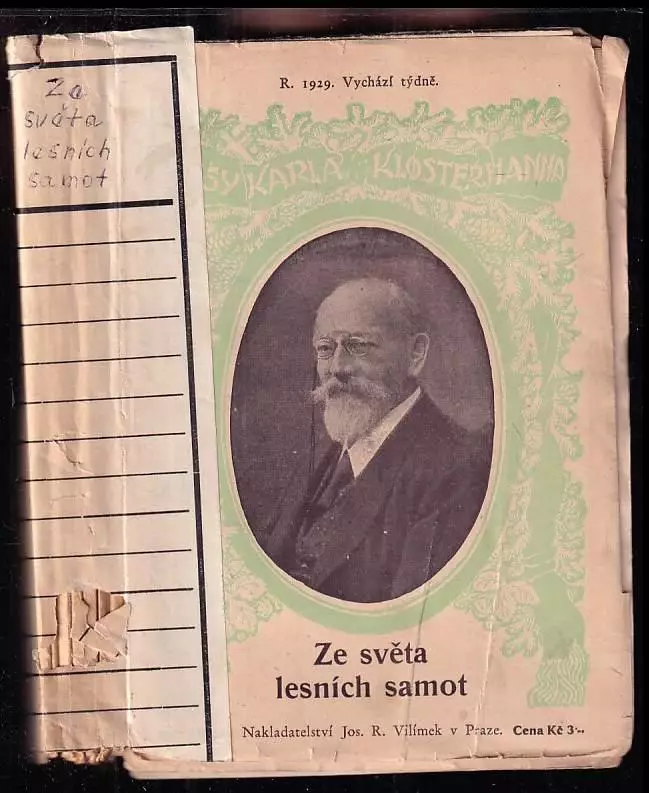 Za
světa
lesních
samot
R. 1929. Vychází týdně.
SY KARLA KLOSTERMANNA
Ze světa
lesních samot
Nakladatelství Jos. R. Vilímek v Praze. Cena Kč 3·–